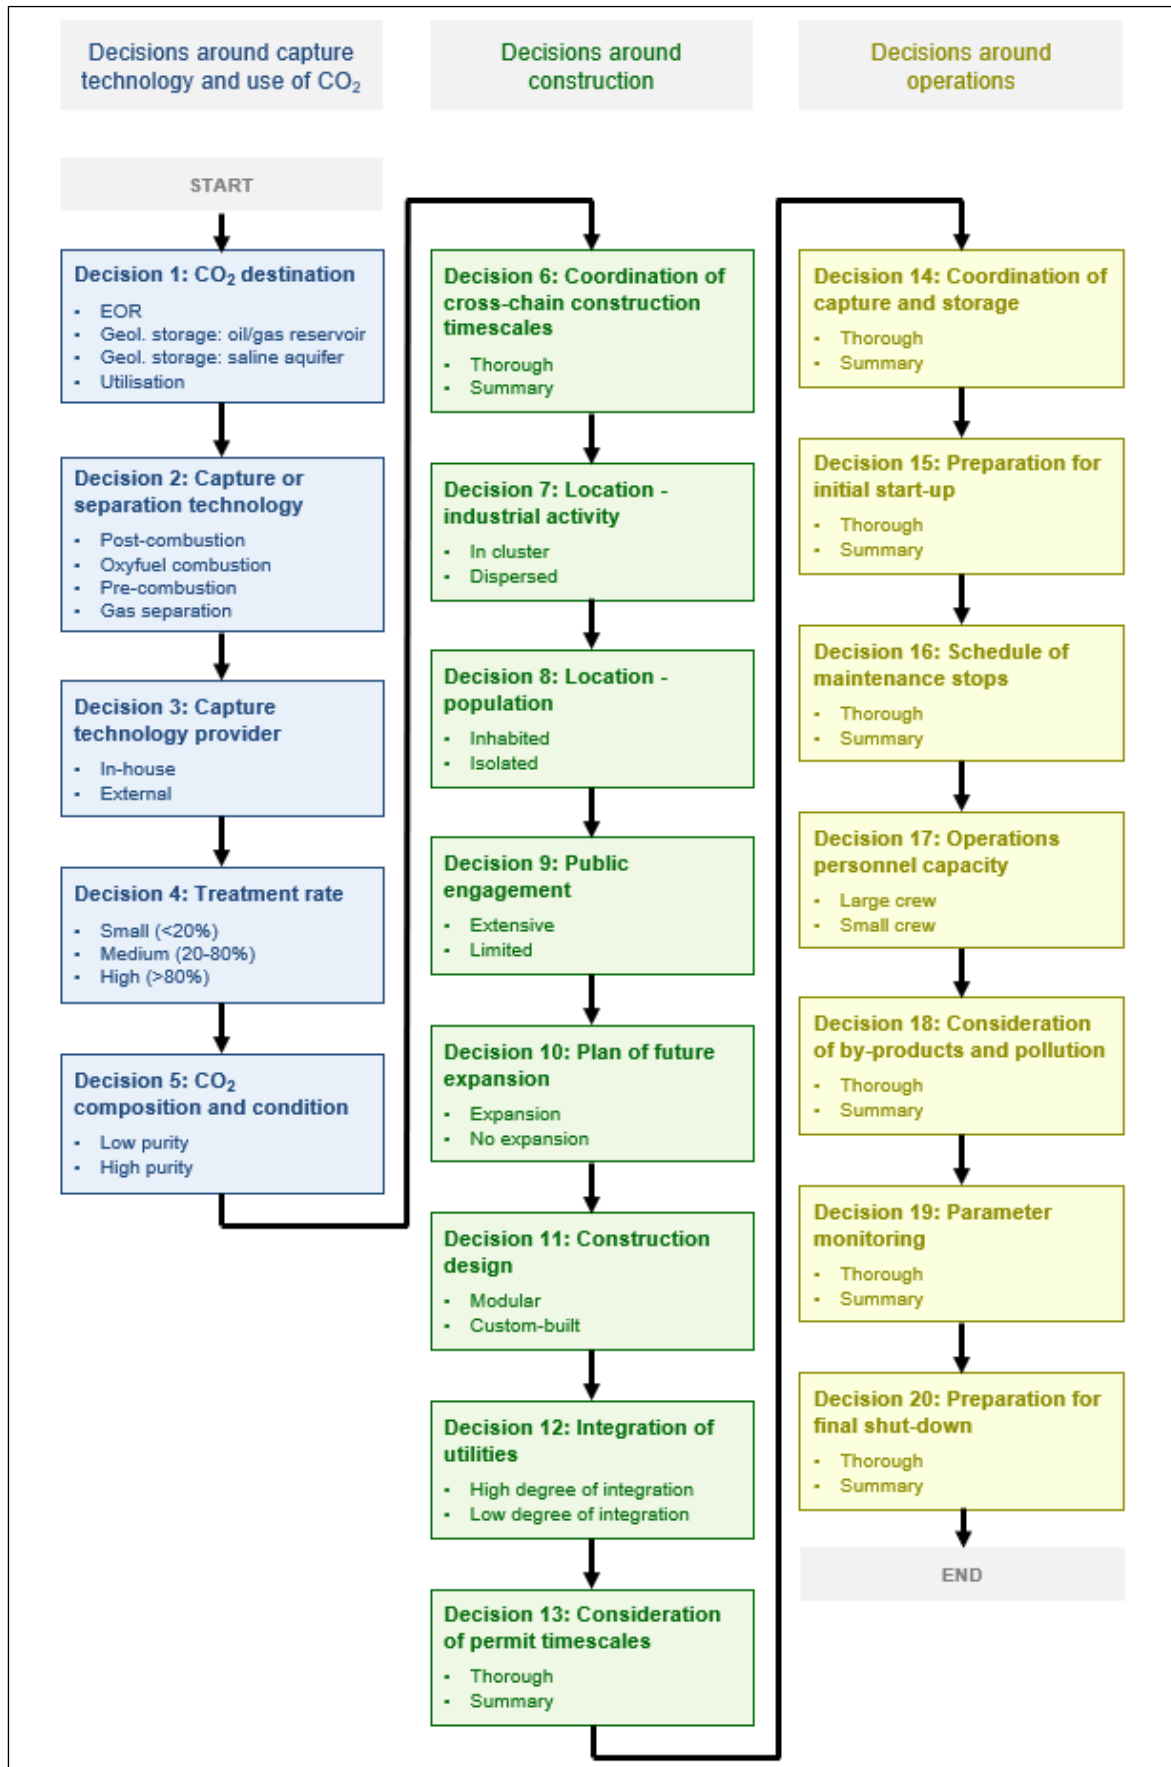 Decisions around capture
technology and use of CO₂
START
Decision 1: CO₂ destination
▪ EOR
▪ Geol. storage: oil/gas reservoir
▪ Geol. storage: saline aquifer
▪ Utilisation
Decision 2: Capture or
separation technology
▪ Post-combustion
▪ Oxyfuel combustion
▪ Pre-combustion
▪ Gas separation
Decision 3: Capture
technology provider
▪ In-house
▪ External
Decision 4: Treatment rate
▪ Small (<20%)
▪ Medium (20-80%)
▪ High (>80%)
Decision 5: CO₂
composition and condition
▪ Low purity
▪ High purity
Decisions around
construction
Decision 6: Coordination of
cross-chain construction
timescales
▪ Thorough
▪ Summary
Decision 7: Location -
industrial activity
▪ In cluster
▪ Dispersed
Decision 8: Location -
population
▪ Inhabited
▪ Isolated
Decision 9: Public
engagement
▪ Extensive
▪ Limited
Decision 10: Plan of future
expansion
▪ Expansion
▪ No expansion
Decision 11: Construction
design
▪ Modular
▪ Custom-built
Decision 12: Integration of
utilities
▪ High degree of integration
▪ Low degree of integration
Decision 13: Consideration
of permit timescales
▪ Thorough
▪ Summary
Decisions around
operations
Decision 14: Coordination of
capture and storage
▪ Thorough
▪ Summary
Decision 15: Preparation for
initial start-up
▪ Thorough
▪ Summary
Decision 16: Schedule of
maintenance stops
▪ Thorough
▪ Summary
Decision 17: Operations
personnel capacity
▪ Large crew
▪ Small crew
Decision 18: Consideration
of by-products and pollution
▪ Thorough
▪ Summary
Decision 19: Parameter
monitoring
▪ Thorough
▪ Summary
Decision 20: Preparation for
final shut-down
▪ Thorough
▪ Summary
END